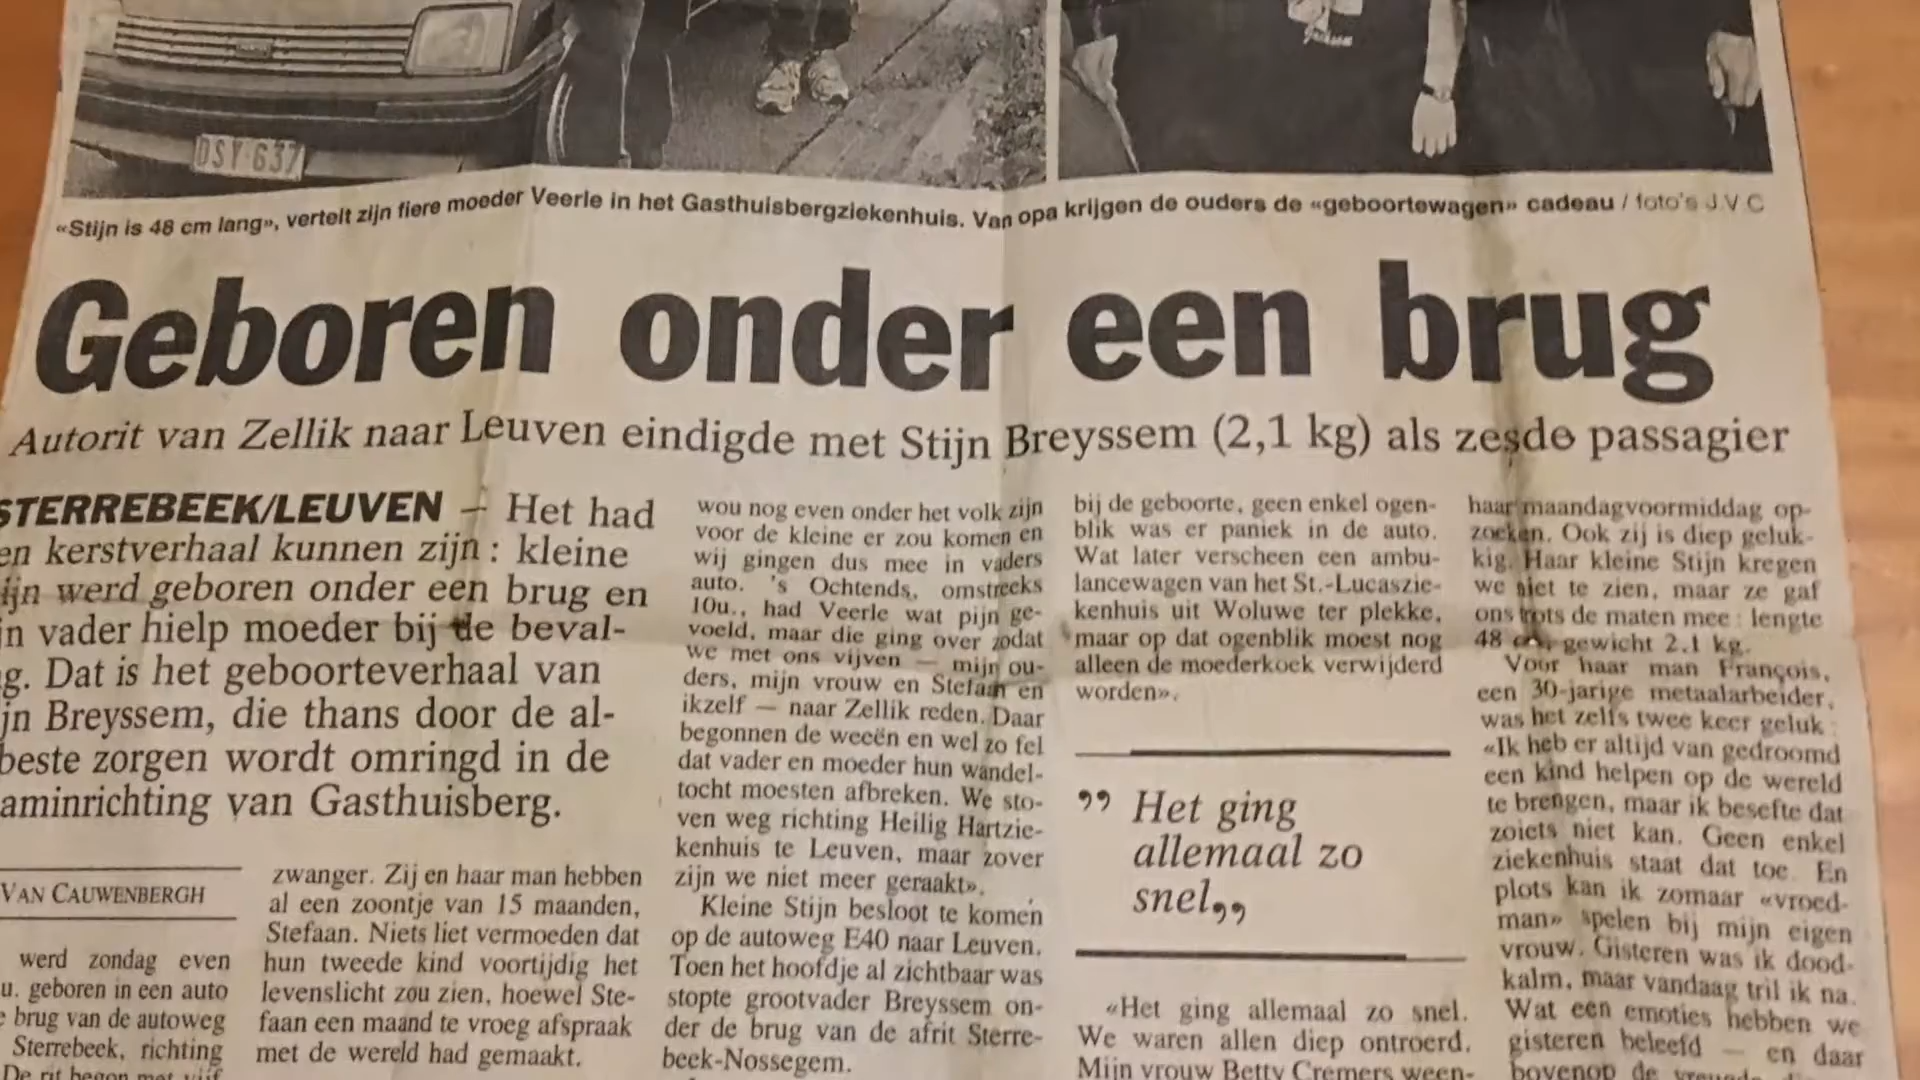 DSY 637
«Stijn is 48 cm lang», vertelt zijn fiere moeder Veerle in het Gasthuisbergziekenhuis. Van opa krijgen de ouders de «geboortewagen» cadeau / foto's J.V.C
Geboren onder een brug
Autorit van Zellik naar Leuven eindigde met Stijn Breyssem (2,1 kg) als zesde passagier
STERREBEEK/LEUVEN – Het had
en kerstverhaal kunnen zijn: kleine
ijn werd geboren onder een brug en
jn vader hielp moeder bij de beval-
g. Dat is het geboorteverhaal van
jn Breyssem, die thans door de al-
beste zorgen wordt omringd in de
aminrichting van Gasthuisberg.
VAN CAUWENBERGH
werd zondag even
u. geboren in een auto
e brug van de autoweg
Sterrebeek, richting
De rit begon met vijf
zwanger. Zij en haar man hebben
al een zoontje van 15 maanden,
Stefaan. Niets liet vermoeden dat
hun tweede kind voortijdig het
levenslicht zou zien, hoewel Ste-
faan een maand te vroeg afspraak
met de wereld had gemaakt.
wou nog even onder het volk zijn
voor de kleine er zou komen en
wij gingen dus mee in vaders
auto. 's Ochtends, omstreeks
10u., had Veerle wat pijn ge-
voeld, maar die ging over zodat
we met ons vijven — mijn ou-
ders, mijn vrouw en Stefaan en
ikzelf — naar Zellik reden. Daar
begonnen de weeën en wel zo fel
dat vader en moeder hun wandel-
tocht moesten afbreken. We sto-
ven weg richting Heilig Hartzie-
kenhuis te Leuven, maar zover
zijn we niet meer geraakt».
Kleine Stijn besloot te komen
op de autoweg E40 naar Leuven.
Toen het hoofdje al zichtbaar was
stopte grootvader Breyssem on-
der de brug van de afrit Sterre-
beek-Nossegem.
bij de geboorte, geen enkel ogen-
blik was er paniek in de auto.
Wat later verscheen een ambu-
lancewagen van het St.-Lucaszie-
kenhuis uit Woluwe ter plekke,
maar op dat ogenblik moest nog
alleen de moederkoek verwijderd
worden».
” Het ging
allemaal zo
snel„
«Het ging allemaal zo snel.
We waren allen diep ontroerd.
Mijn vrouw Betty Cremers ween-
haar maandagvoormiddag op-
zoeken. Ook zij is diep geluk-
kig. Haar kleine Stijn kregen
we niet te zien, maar ze gaf
ons trots de maten mee: lengte
48 cm, gewicht 2.1 kg.
Voor haar man François,
een 30-jarige metaalarbeider,
was het zelfs twee keer geluk:
«Ik heb er altijd van gedroomd
een kind helpen op de wereld
te brengen, maar ik besefte dat
zoiets niet kan. Geen enkel
ziekenhuis staat dat toe. En
plots kan ik zomaar «vroed-
man» spelen bij mijn eigen
vrouw. Gisteren was ik dood-
kalm, maar vandaag tril ik na.
Wat een emoties hebben we
gisteren beleefd — en daar
bovenop de vreugde